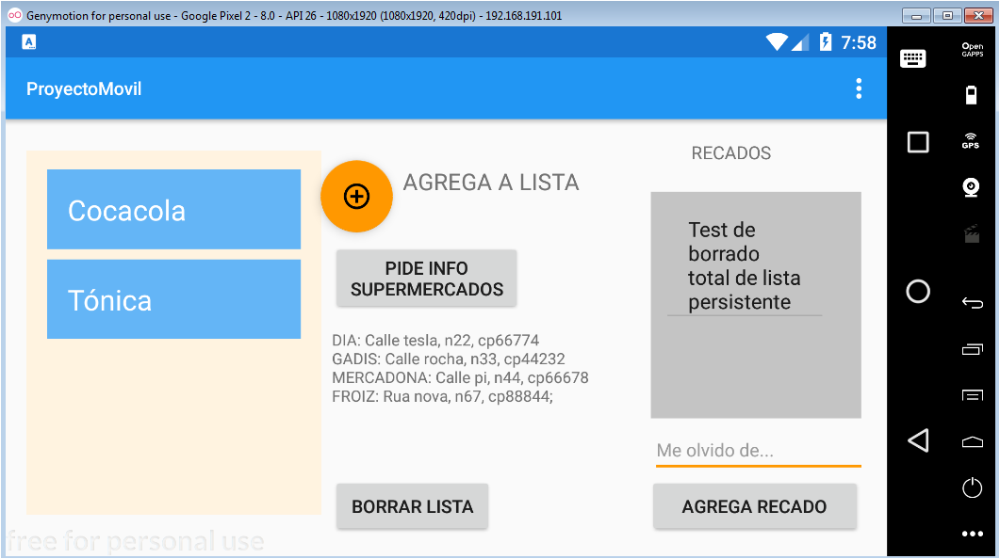 Genymotion for personal use - Google Pixel 2 - 8.0 - API 26 - 1080x1920 (1080x1920, 420dpi) - 192.168.191.101
A
7:58
Open
GAPPS
ProyectoMovil
GPS
RECADOS
Cocacola
AGREGA A LISTA
Test de
borrado
total de lista
persistente
PIDE INFO
SUPERMERCADOS
Tónica
DIA: Calle tesla, n22, cp66774
GADIS: Calle rocha, n33, cp44232
MERCADONA: Calle pi, n44, cp66678
FROIZ: Rua nova, n67, cp88844;
Me olvido de...
BORRAR LISTA
AGREGA RECADO
free for personal use